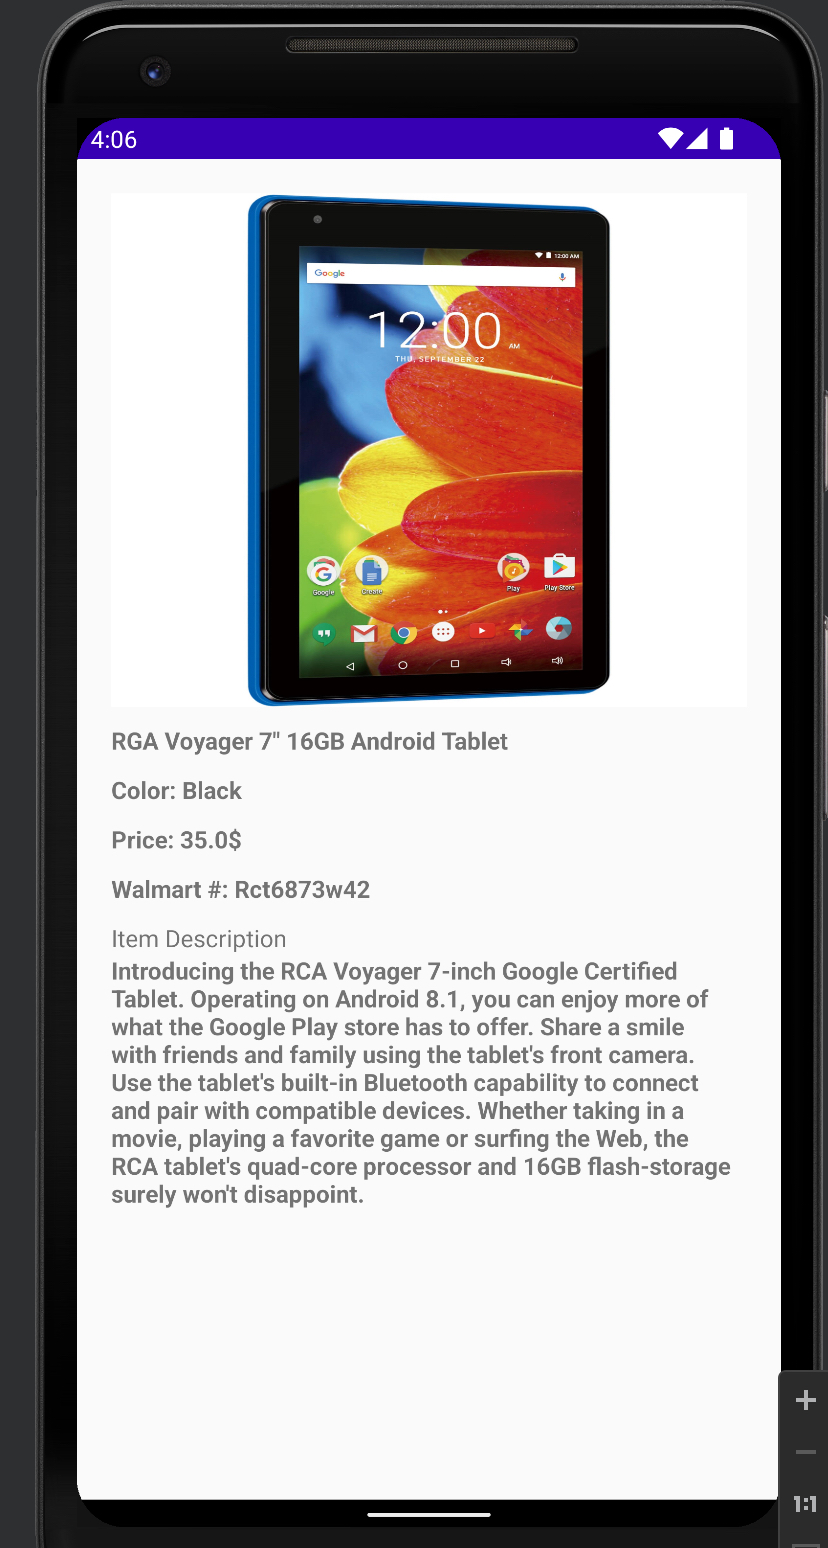 4:06
12:00 AM
Google
12:00 AM
THU, SEPTEMBER 22
Google
Create
Play
Play Store
RGA Voyager 7" 16GB Android Tablet
Color: Black
Price: 35.0$
Walmart #: Rct6873w42
Item Description
Introducing the RCA Voyager 7-inch Google Certified
Tablet. Operating on Android 8.1, you can enjoy more of
what the Google Play store has to offer. Share a smile
with friends and family using the tablet's front camera.
Use the tablet's built-in Bluetooth capability to connect
and pair with compatible devices. Whether taking in a
movie, playing a favorite game or surfing the Web, the
RCA tablet's quad-core processor and 16GB flash-storage
surely won't disappoint.
1:1